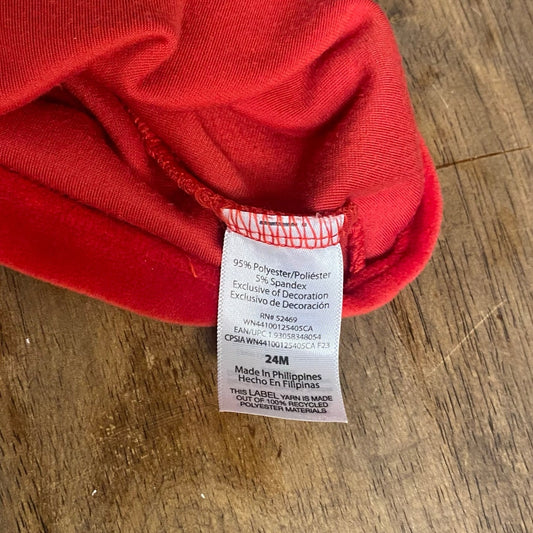 95% Polyester/Poliéster
5% Spandex
Exclusive of Decoration
Exclusivo de Decoración
RN# 52469
WN44100125405CA
EAN/UPC 1 93058348054
CPSIA WN44100125405CA F23
24M
Made In Philippines
Hecho En Filipinas
THIS LABEL YARN IS MADE
OUT OF 100% RECYCLED
POLYESTER MATERIALS